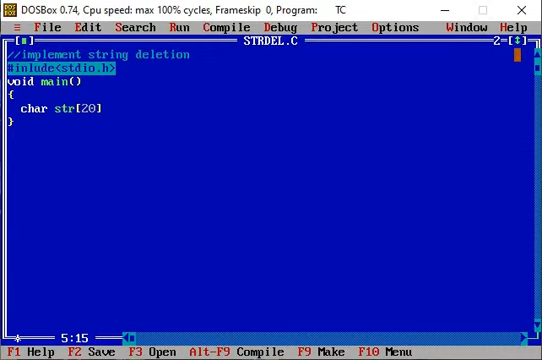 DOSBox 0.74, Cpu speed: max 100% cycles, Frameskip 0, Program: TC
≡ File Edit Search Run Compile Debug Project Options Window Help
[■] STRDEL.C 2=[↕]
//implement string deletion
#inlude<stdio.h>
void main()
{
char str[20]
}
5:15
F1 Help F2 Save F3 Open Alt-F9 Compile F9 Make F10 Menu